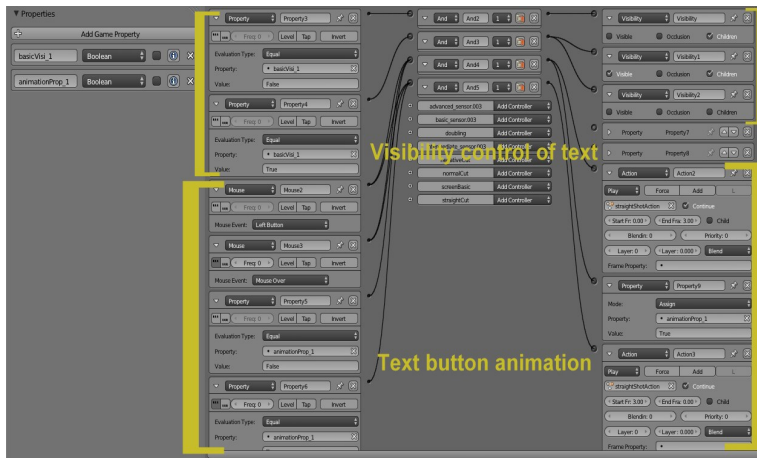 Properties
Add Game Property
basicVisi_1 Boolean
animationProp_1 Boolean
Property Property3
Freq: 0 Level Tap Invert
Evaluation Type: Equal
Property: basicVisi_1
Value: False
Property Property4
Freq: 0 Level Tap Invert
Evaluation Type: Equal
Property: basicVisi_1
Value: True
Mouse Mouse2
Freq: 0 Level Tap Invert
Mouse Event: Left Button
Mouse Mouse3
Freq: 0 Level Tap Invert
Mouse Event: Mouse Over
Property Property5
Freq: 0 Level Tap Invert
Evaluation Type: Equal
Property: animationProp_1
Value: False
Property Property6
Freq: 0 Level Tap Invert
Evaluation Type: Equal
Property: animationProp_1
And And2 1
And And3 1
And And4 1
And And5 1
advanced_sensor.003 Add Controller
basic_sensor.003 Add Controller
doubling Add Controller
_sensor.003 Add Controller
Visibility control of text
Add Controller
normalCut Add Controller
screenBasic Add Controller
straightCut Add Controller
Text button animation
Visibility Visibility
Visible Occlusion Children
Visibility Visibility1
Visible Occlusion Children
Visibility Visibility2
Visible Occlusion Children
Property Property7
Property Property8
Action Action2
Play Force Add L
straightShotAction Continue
Start Fr: 0.00 End Fra: 3.00 Child
Blendin: 0 Priority: 0
Layer: 0 Layer: 0.000 Blend
Frame Property:
Property Property9
Mode: Assign
Property: animationProp_1
Value: True
Action Action3
Play Force Add L
straightShotAction Continue
Start Fr: 3.00 End Fra: 0.00 Child
Blendin: 0 Priority: 0
Layer: 0 Layer: 0.000 Blend
Frame Property: